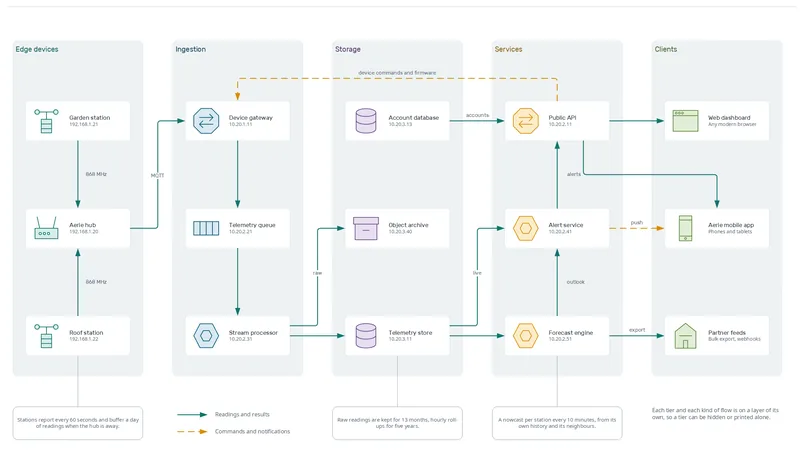 Edge devices
Ingestion
Storage
Services
Clients
device commands and firmware
Garden station
192.168.1.21
Device gateway
10.20.1.11
Account database
10.20.3.15
accounts
Public API
10.20.2.11
Web dashboard
Any modern browser
868 MHz
MQTT
alerts
Aerie hub
192.168.1.20
Telemetry queue
10.20.2.21
Object archive
10.20.3.40
Alert service
10.20.2.41
push
Aerie mobile app
Phones and tablets
868 MHz
raw
live
outlook
Roof station
192.168.1.22
Stream processor
10.20.2.31
Telemetry store
10.20.3.11
Forecast engine
10.20.2.51
export
Partner feeds
Bulk export, webhooks
Stations report every 60 seconds and buffer a day
of readings when the hub is away.
Readings and results
Commands and notifications
Raw readings are kept for 13 months, hourly roll-
ups for five years.
A nowcast per station every 10 minutes, from its
own history and its neighbours.
Each tier and each kind of flow is on a layer of its
own, so a tier can be hidden or printed alone.